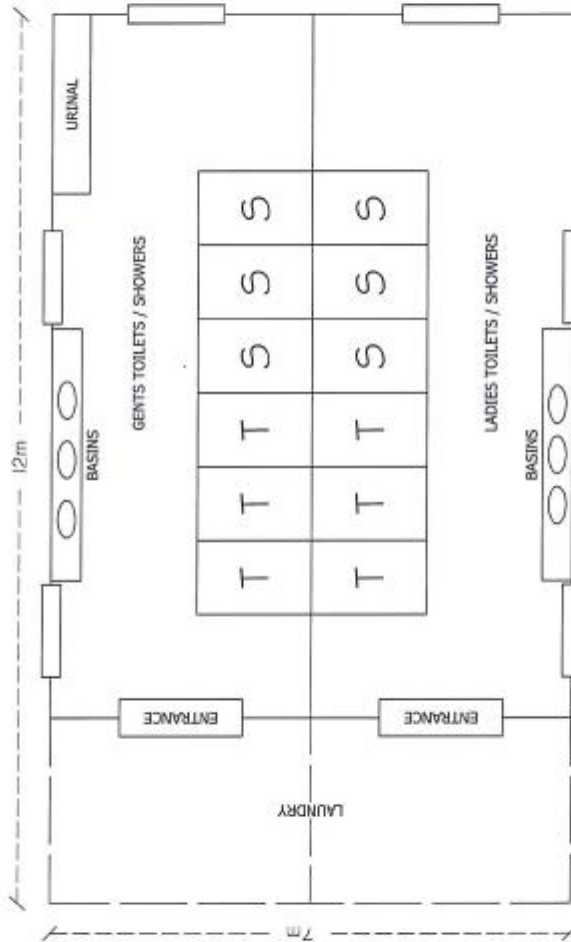 12m
URINAL
GENTS TOILETS / SHOWERS
BASINS
S
S
S
T
T
T
S
S
S
T
T
T
LADIES TOILETS / SHOWERS
BASINS
ENTRANCE
ENTRANCE
LAUNDRY
7m